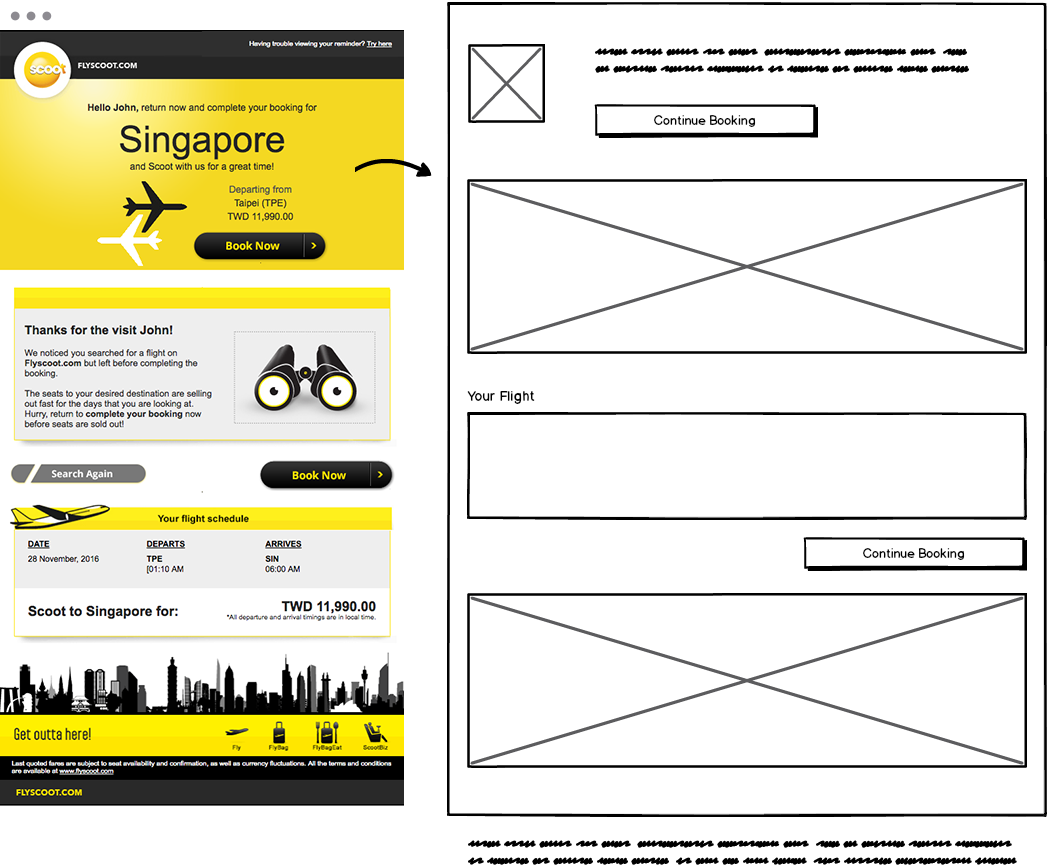 Having trouble viewing your reminder? Try here
scoot
FLYSCOOT.COM
Hello John, return now and complete your booking for
Singapore
and Scoot with us for a great time!
Departing from
Taipei (TPE)
TWD 11,990.00
Book Now
Thanks for the visit John!
We noticed you searched for a flight on
Flyscoot.com but left before completing the
booking.
The seats to your desired destination are selling
out fast for the days that you are looking at.
Hurry, return to complete your booking now
before seats are sold out!
Search Again
Book Now
Your flight schedule
DATE DEPARTS ARRIVES
28 November, 2016 TPE SIN
[01:10 AM 06:00 AM
Scoot to Singapore for: TWD 11,990.00
*All departure and arrival timings are in local time.
Get outta here!
Fly FlyBag FlyBagEat ScootBiz
Last quoted fares are subject to seat availability and confirmation, as well as currency fluctuations. All the terms and conditions
are available at www.flyscoot.com
FLYSCOOT.COM
Continue Booking
Your Flight
Continue Booking